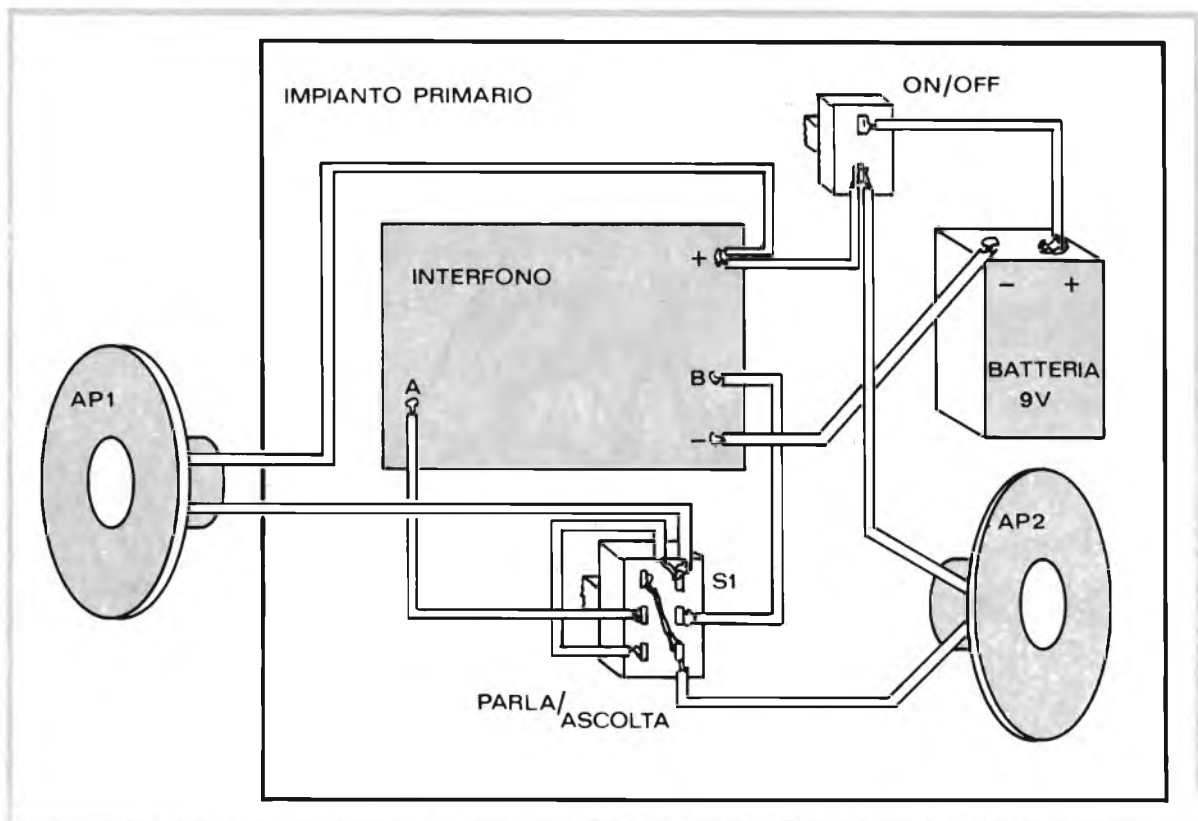 IMPIANTO PRIMARIO
ON/OFF
+
INTERFONO
- +
BATTERIA
9V
AP1
A
B
-
AP2
S1
PARLA/
ASCOLTA